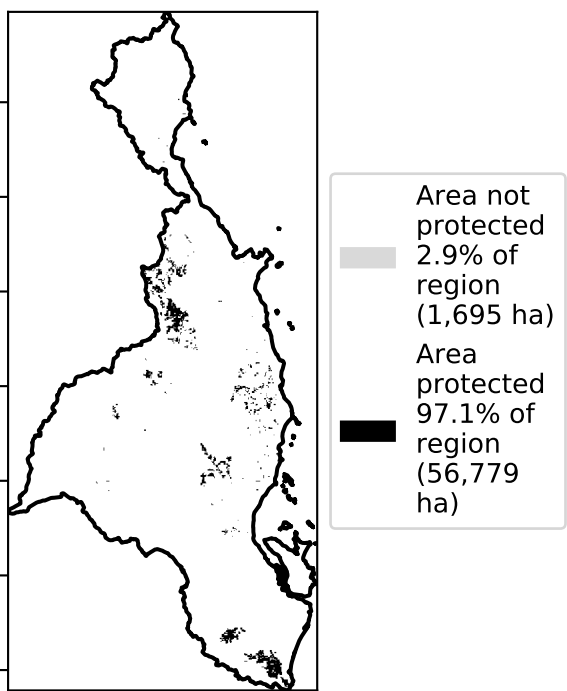 Area not
protected
2.9% of
region
(1,695 ha)
Area
protected
97.1% of
region
(56,779
ha)